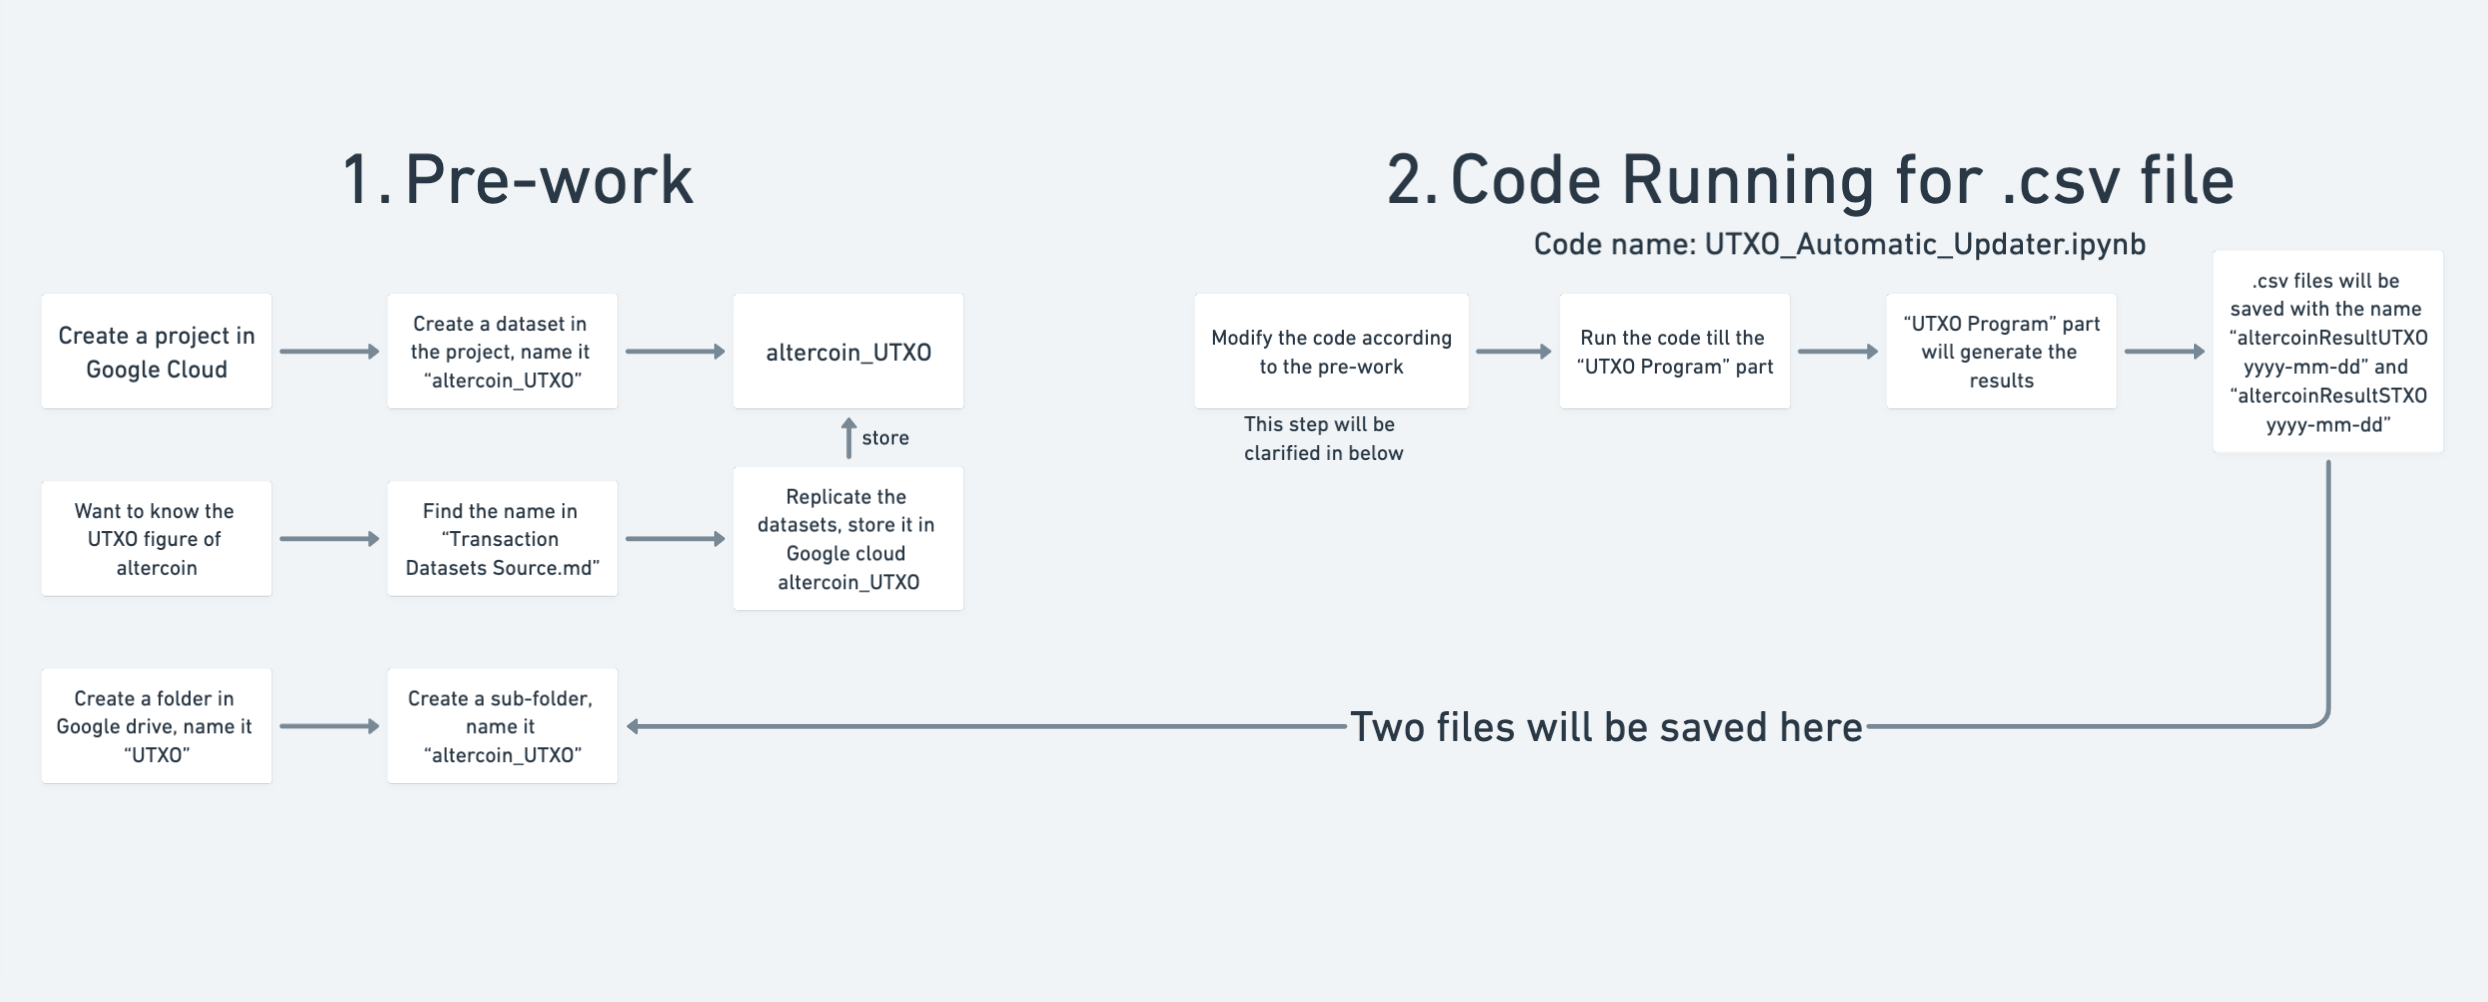 1. Pre-work
Create a project in
Google Cloud
Create a dataset in
the project, name it
“altercoin_UTXO”
altercoin_UTXO
store
Want to know the
UTXO figure of
altercoin
Find the name in
“Transaction
Datasets Source.md”
Replicate the
datasets, store it in
Google cloud
altercoin_UTXO
Create a folder in
Google drive, name it
“UTXO”
Create a sub-folder,
name it
“altercoin_UTXO”
2. Code Running for .csv file
Code name: UTXO_Automatic_Updater.ipynb
Modify the code according
to the pre-work
This step will be
clarified in below
Run the code till the
“UTXO Program” part
“UTXO Program” part
will generate the
results
.csv files will be
saved with the name
“altercoinResultUTXO
yyyy-mm-dd” and
“altercoinResultSTXO
yyyy-mm-dd”
Two files will be saved here